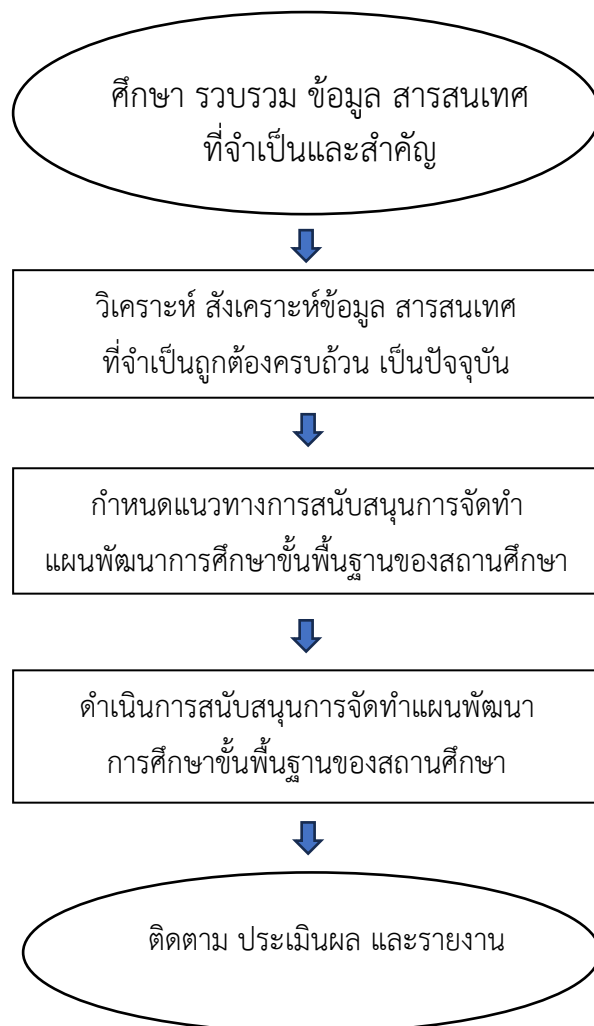 ศึกษา รวบรวม ข้อมูล สารสนเทศ
ที่จำเป็นและสำคัญ
วิเคราะห์ สังเคราะห์ข้อมูล สารสนเทศ
ที่จำเป็นถูกต้องครบถ้วน เป็นปัจจุบัน
กำหนดแนวทางการสนับสนุนการจัดทำ
แผนพัฒนาการศึกษาขั้นพื้นฐานของสถานศึกษา
ดำเนินการสนับสนุนการจัดทำแผนพัฒนา
การศึกษาขั้นพื้นฐานของสถานศึกษา
ติดตาม ประเมินผล และรายงาน